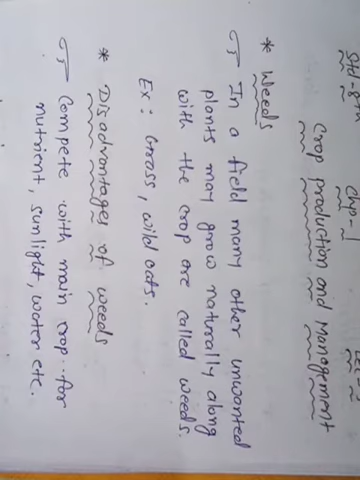 Std-8th Chp-1
Crop production and Management
* Weeds
In a field many other unwanted
plants may grow naturally along
with the crop are called weeds.
Ex: Grass, wild oats.
* Disadvantages of weeds
Compete with main crop for
nutrient, sunlight, water etc.